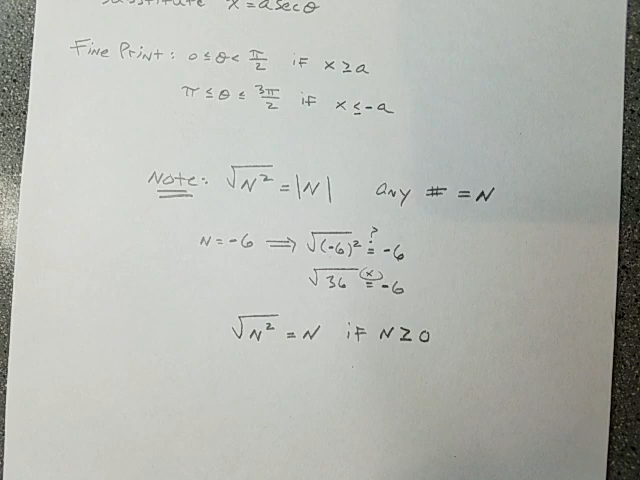 Substitute x = a sec θ
Fine Print: 0 ≤ θ < π/2 if x ≥ a
π ≤ θ ≤ 3π/2 if x ≤ -a
Note: √N² = |N| any # = N
N = -6 ⟹ √(-6)² ≟ -6
√36 ⓧ= -6
√N² = N if N ≥ 0